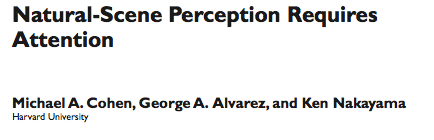 Natural-Scene Perception Requires
Attention
Michael A. Cohen, George A. Alvarez, and Ken Nakayama
Harvard University